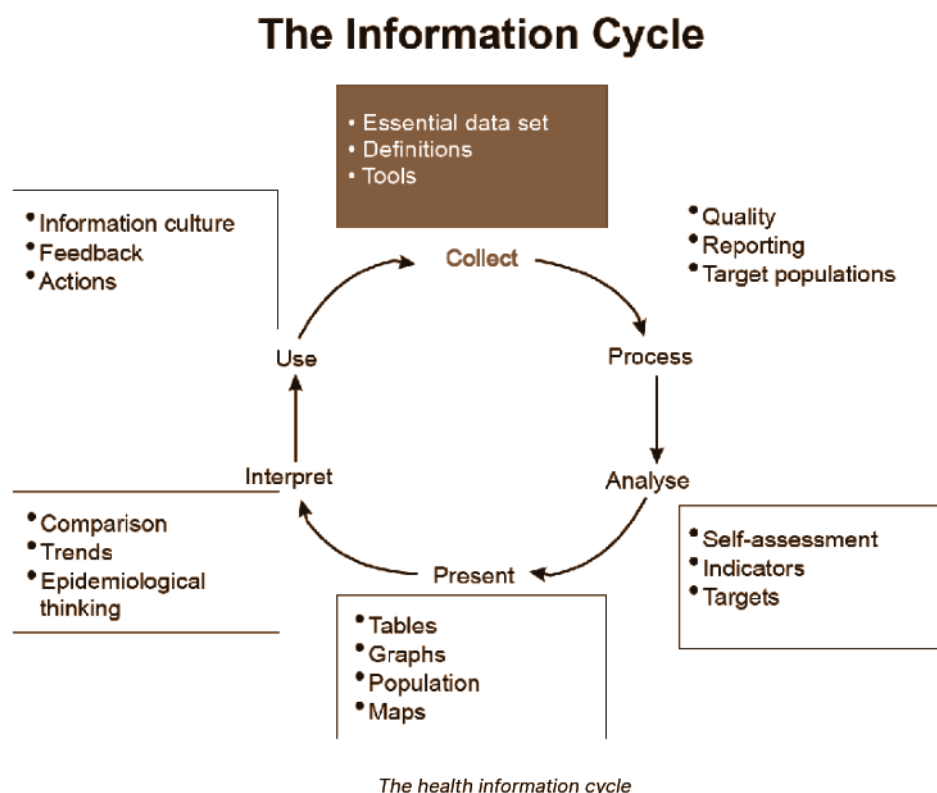 The Information Cycle
• Essential data set
• Definitions
• Tools
Collect
• Quality
• Reporting
• Target populations
Process
Analyse
• Self-assessment
• Indicators
• Targets
Present
• Tables
• Graphs
• Population
• Maps
Interpret
• Comparison
• Trends
• Epidemiological
thinking
Use
• Information culture
• Feedback
• Actions
The health information cycle